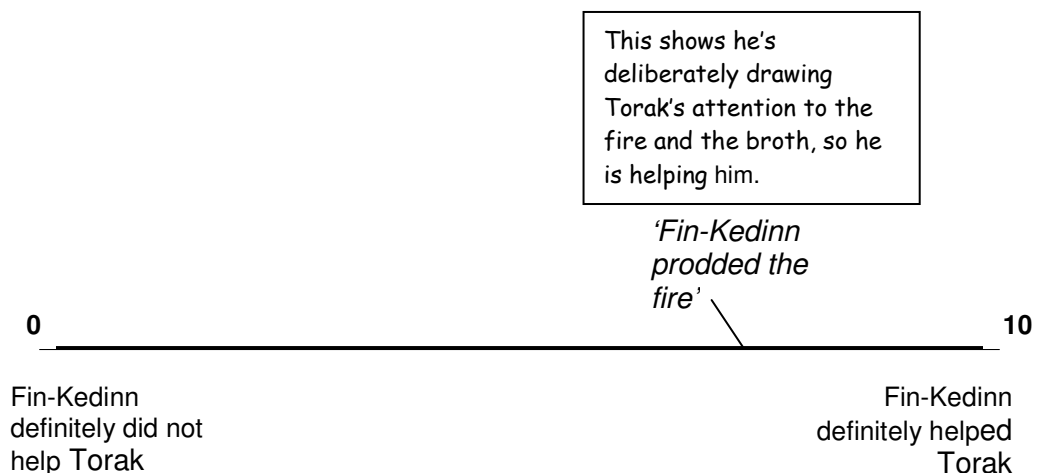 This shows he's
deliberately drawing
Torak's attention to the
fire and the broth, so he
is helping him.
'Fin-Kedinn
prodded the
fire'
0
10
Fin-Kedinn
definitely did not
help Torak
Fin-Kedinn
definitely helped
Torak